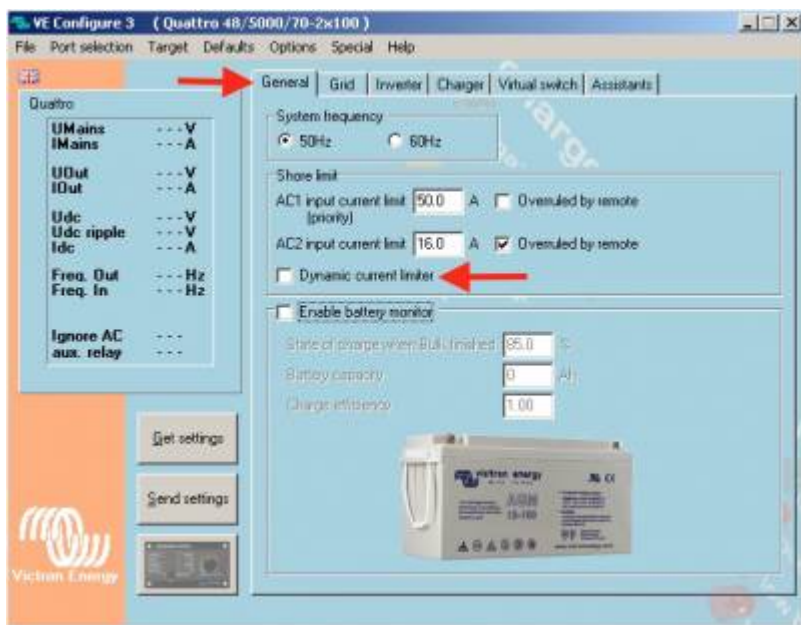 VE Configure 3 ( Quattro 48/5000/70-2x100 )
File Port selection Target Defaults Options Special Help
General Grid Inverter Charger Virtual switch Assistants
Quattro
UMains - - - V
IMains - - - A
UOut - - - V
IOut - - - A
Udc - - - V
Udc ripple - - - V
Idc - - - A
Freq. Out - - - Hz
Freq. In - - - Hz
Ignore AC - - -
aux. relay - - -
Get settings
Send settings
Victron Energy
System frequency
50Hz 60Hz
Shore limit
AC1 input current limit 50.0 A Overruled by remote
(priority)
AC2 input current limit 16.0 A Overruled by remote
Dynamic current limiter
Enable battery monitor
State of charge when Bulk finished 85.0 %
Battery capacity 0 Ah
Charge efficiency 1.00
victron energy